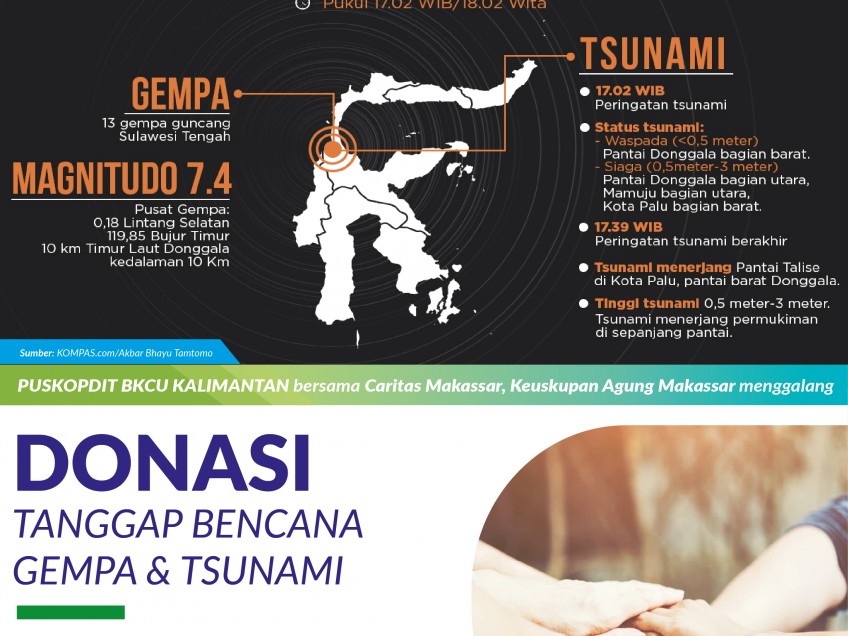 Pukul 17.02 WIB/18.02 Wita
GEMPA
13 gempa guncang
Sulawesi Tengah
MAGNITUDO 7.4
Pusat Gempa:
0,18 Lintang Selatan
119,85 Bujur Timur
10 km Timur Laut Donggala
kedalaman 10 Km
TSUNAMI
17.02 WIB
Peringatan tsunami
Status tsunami:
- Waspada (<0,5 meter)
Pantai Donggala bagian barat.
- Siaga (0,5meter-3 meter)
Pantai Donggala bagian utara,
Mamuju bagian utara,
Kota Palu bagian barat.
17.39 WIB
Peringatan tsunami berakhir
Tsunami menerjang Pantai Talise
di Kota Palu, pantai barat Donggala.
Tinggi tsunami 0,5 meter-3 meter.
Tsunami menerjang permukiman
di sepanjang pantai.
Sumber: KOMPAS.com/Akbar Bhayu Tamtomo
PUSKOPDIT BKCU KALIMANTAN bersama Caritas Makassar, Keuskupan Agung Makassar menggalang
DONASI
TANGGAP BENCANA
GEMPA & TSUNAMI